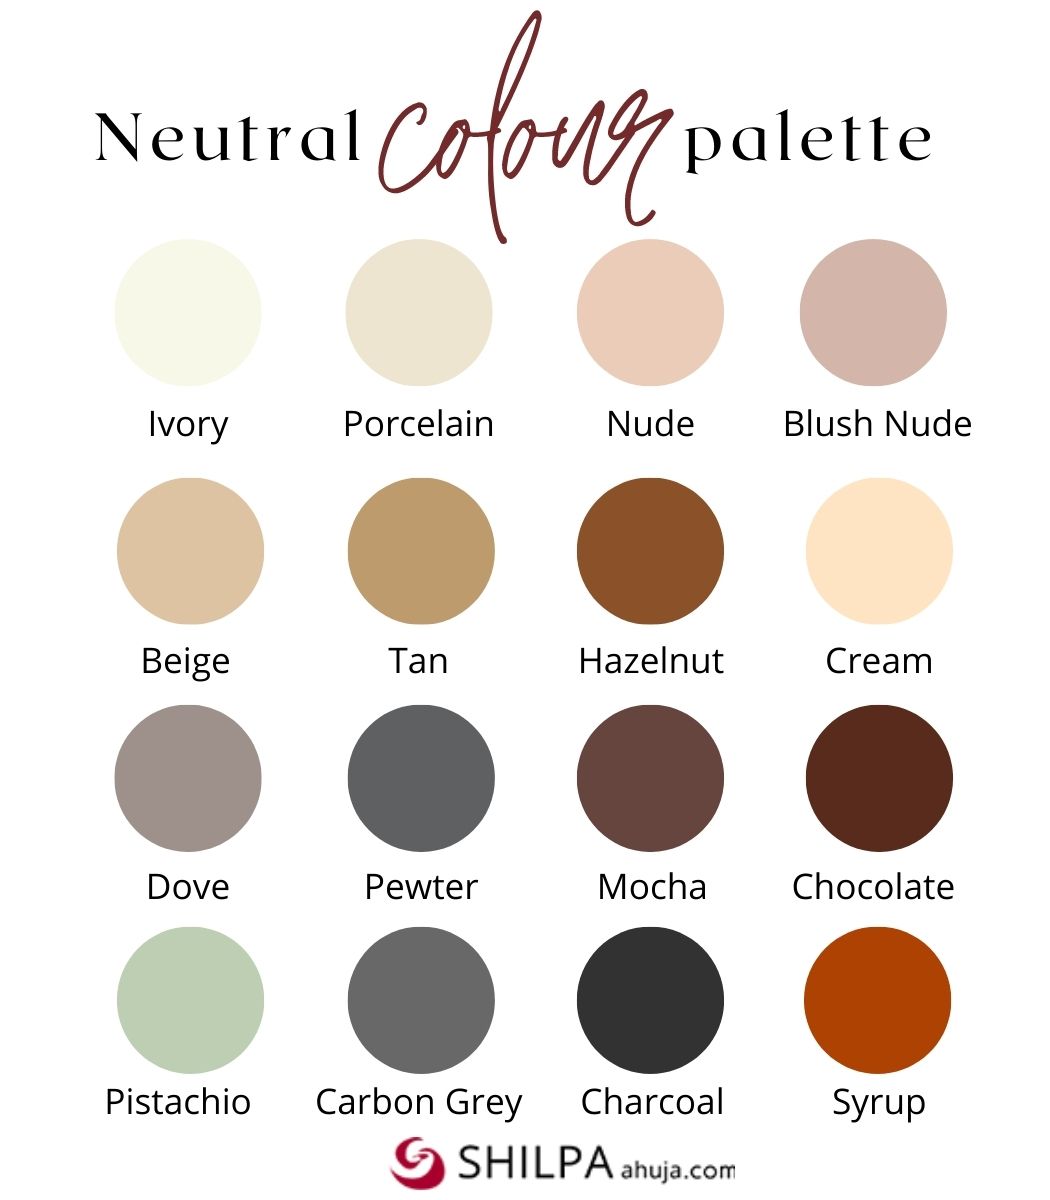 Neutral colour palette
Ivory Porcelain Nude Blush Nude
Beige Tan Hazelnut Cream
Dove Pewter Mocha Chocolate
Pistachio Carbon Grey Charcoal Syrup
SHILPA ahuja.com